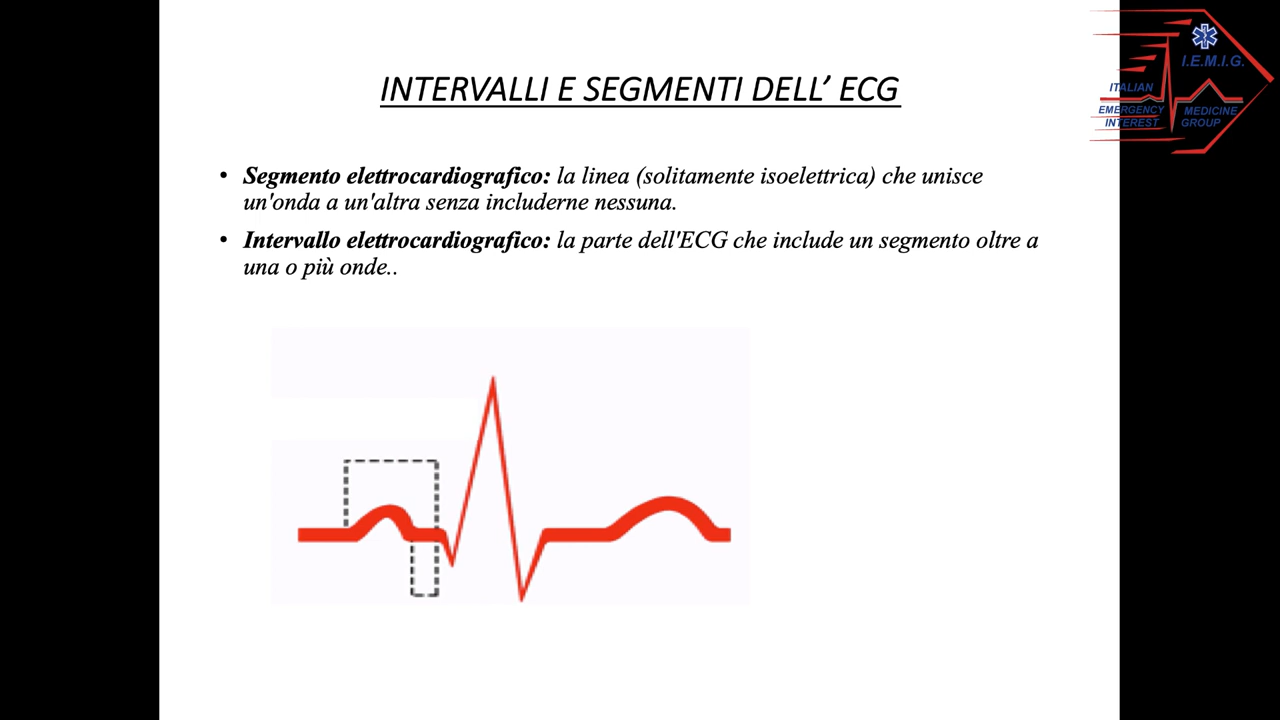 INTERVALLI E SEGMENTI DELL’ ECG
• Segmento elettrocardiografico: la linea (solitamente isoelettrica) che unisce
un'onda a un'altra senza includerne nessuna.
• Intervallo elettrocardiografico: la parte dell'ECG che include un segmento oltre a
una o più onde..
I.E.M.I.G.
ITALIAN
EMERGENCY MEDICINE
INTEREST GROUP